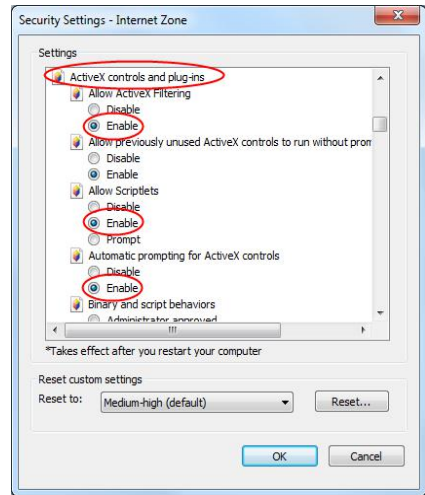 Security Settings - Internet Zone
Settings
ActiveX controls and plug-ins
Allow ActiveX Filtering
Disable
Enable
Allow previously unused ActiveX controls to run without prom
Disable
Enable
Allow Scriptlets
Disable
Enable
Prompt
Automatic prompting for ActiveX controls
Disable
Enable
Binary and script behaviors
Administrator approved
*Takes effect after you restart your computer
Reset custom settings
Reset to:
Medium-high (default)
Reset...
OK
Cancel